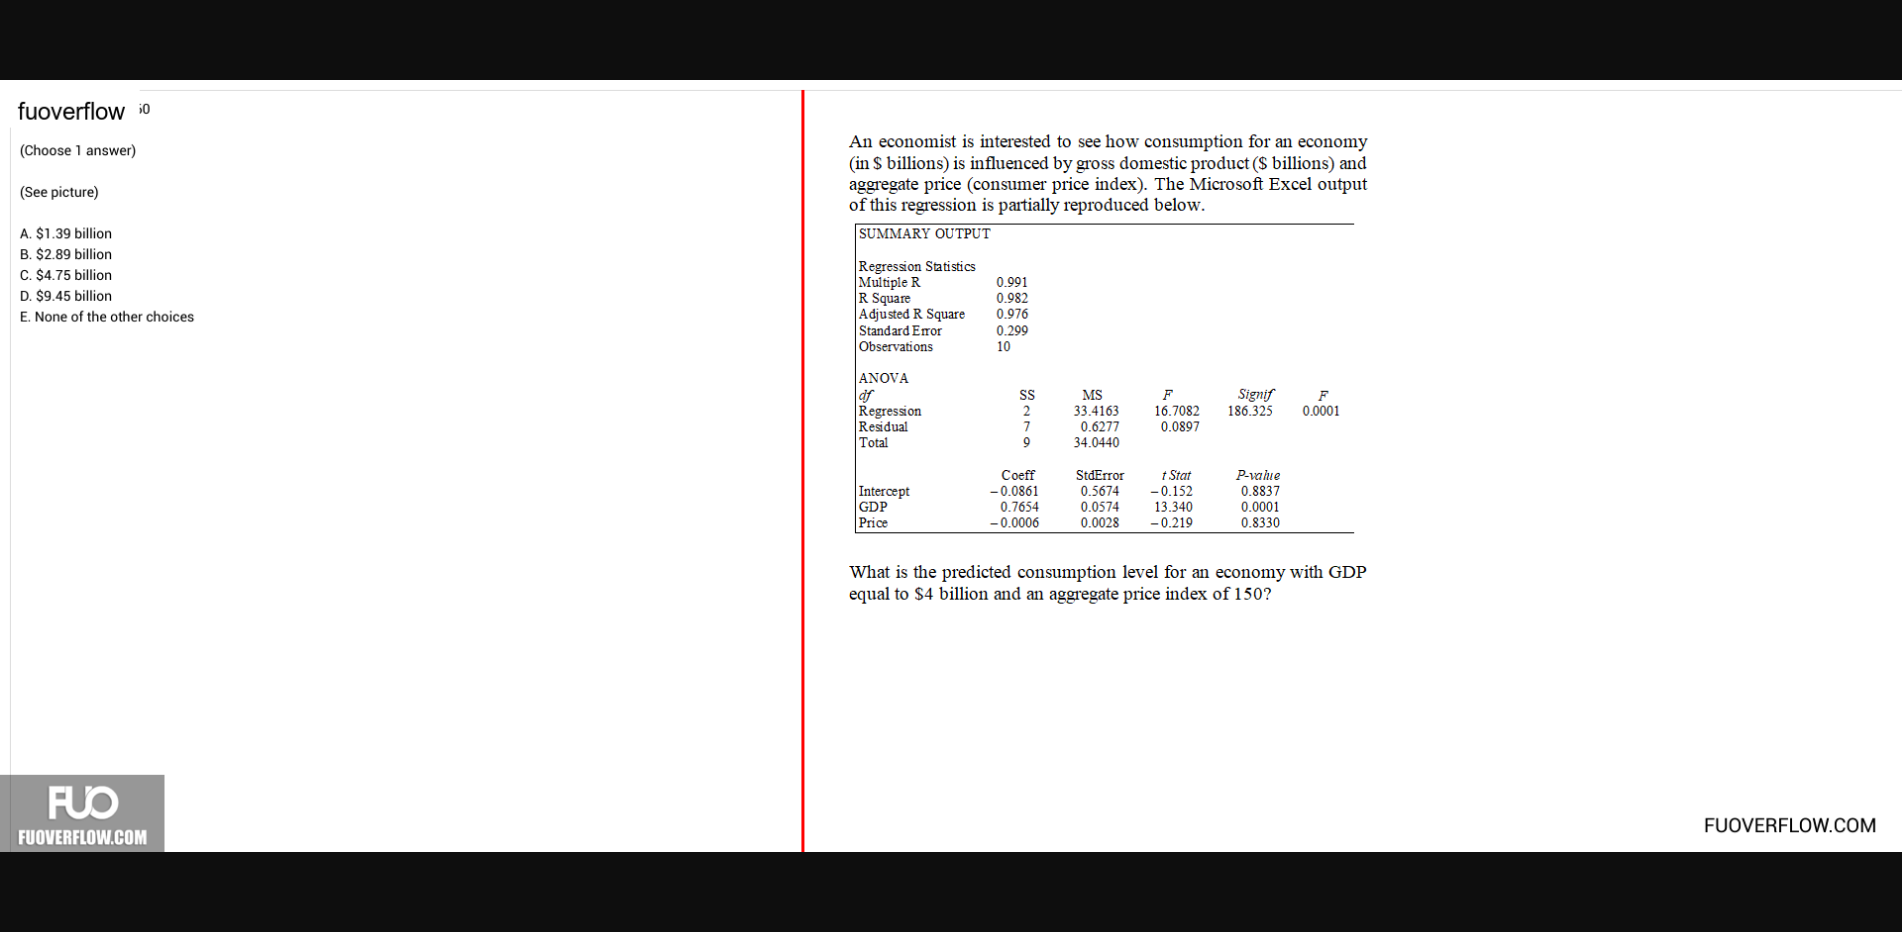 fuoverflow
(Choose 1 answer)
(See picture)
A. $1.39 billion
B. $2.89 billion
C. $4.75 billion
D. $9.45 billion
E. None of the other choices
FUO
FUOVERFLOW.COM
An economist is interested to see how consumption for an economy
(in $ billions) is influenced by gross domestic product ($ billions) and
aggregate price (consumer price index). The Microsoft Excel output
of this regression is partially reproduced below.
SUMMARY OUTPUT
Regression Statistics
Multiple R 0.991
R Square 0.982
Adjusted R Square 0.976
Standard Error 0.299
Observations 10
ANOVA
df SS MS F Signif F
Regression 2 33.4163 16.7082 186.325 0.0001
Residual 7 0.6277 0.0897
Total 9 34.0440
Coeff StdError t Stat P-value
Intercept −0.0861 0.5674 −0.152 0.8837
GDP 0.7654 0.0574 13.340 0.0001
Price −0.0006 0.0028 −0.219 0.8330
What is the predicted consumption level for an economy with GDP
equal to $4 billion and an aggregate price index of 150?
FUOVERFLOW.COM